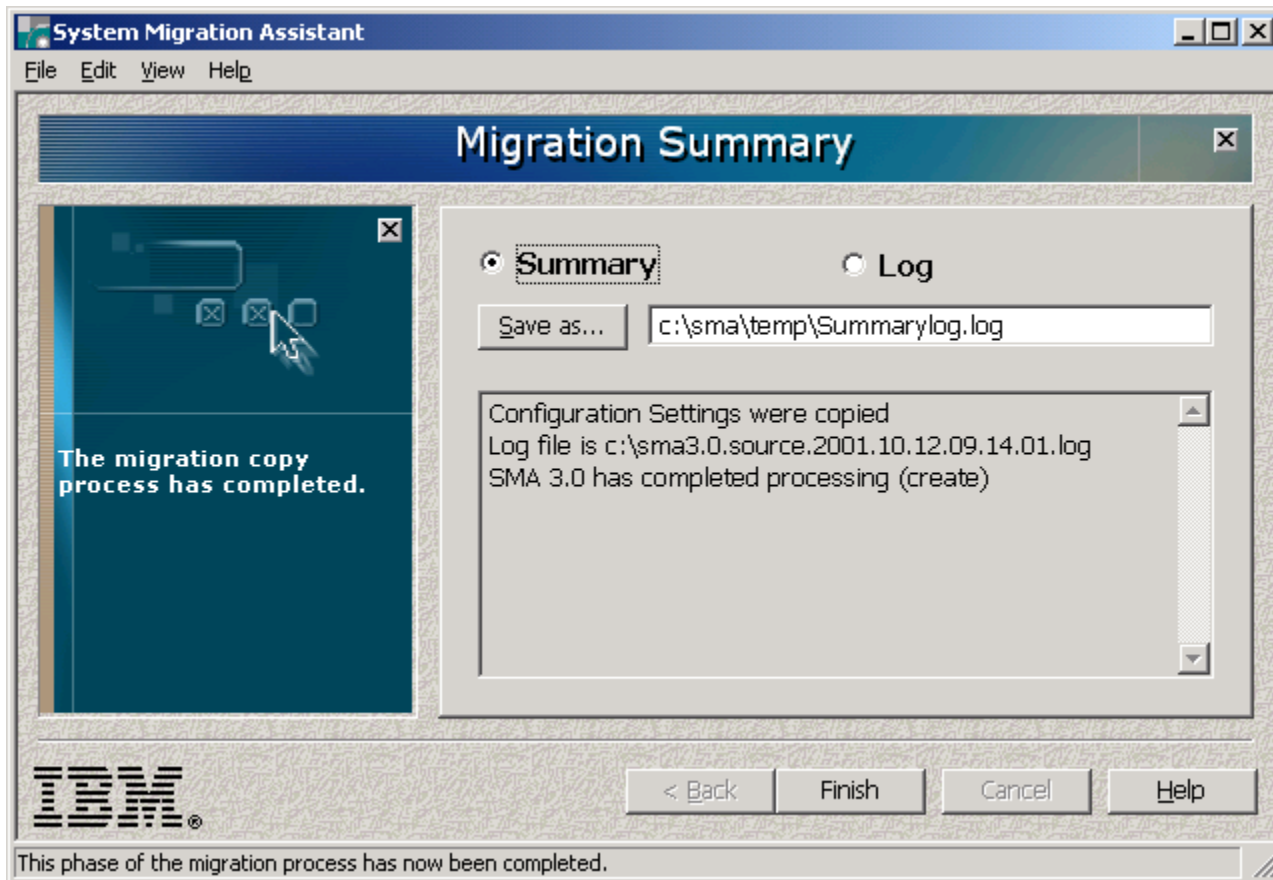 System Migration Assistant
File Edit View Help
Migration Summary
Summary
Log
Save as...
c:\sma\temp\Summarylog.log
The migration copy
process has completed.
Configuration Settings were copied
Log file is c:\sma3.0.source.2001.10.12.09.14.01.log
SMA 3.0 has completed processing (create)
IBM®
< Back
Finish
Cancel
Help
This phase of the migration process has now been completed.